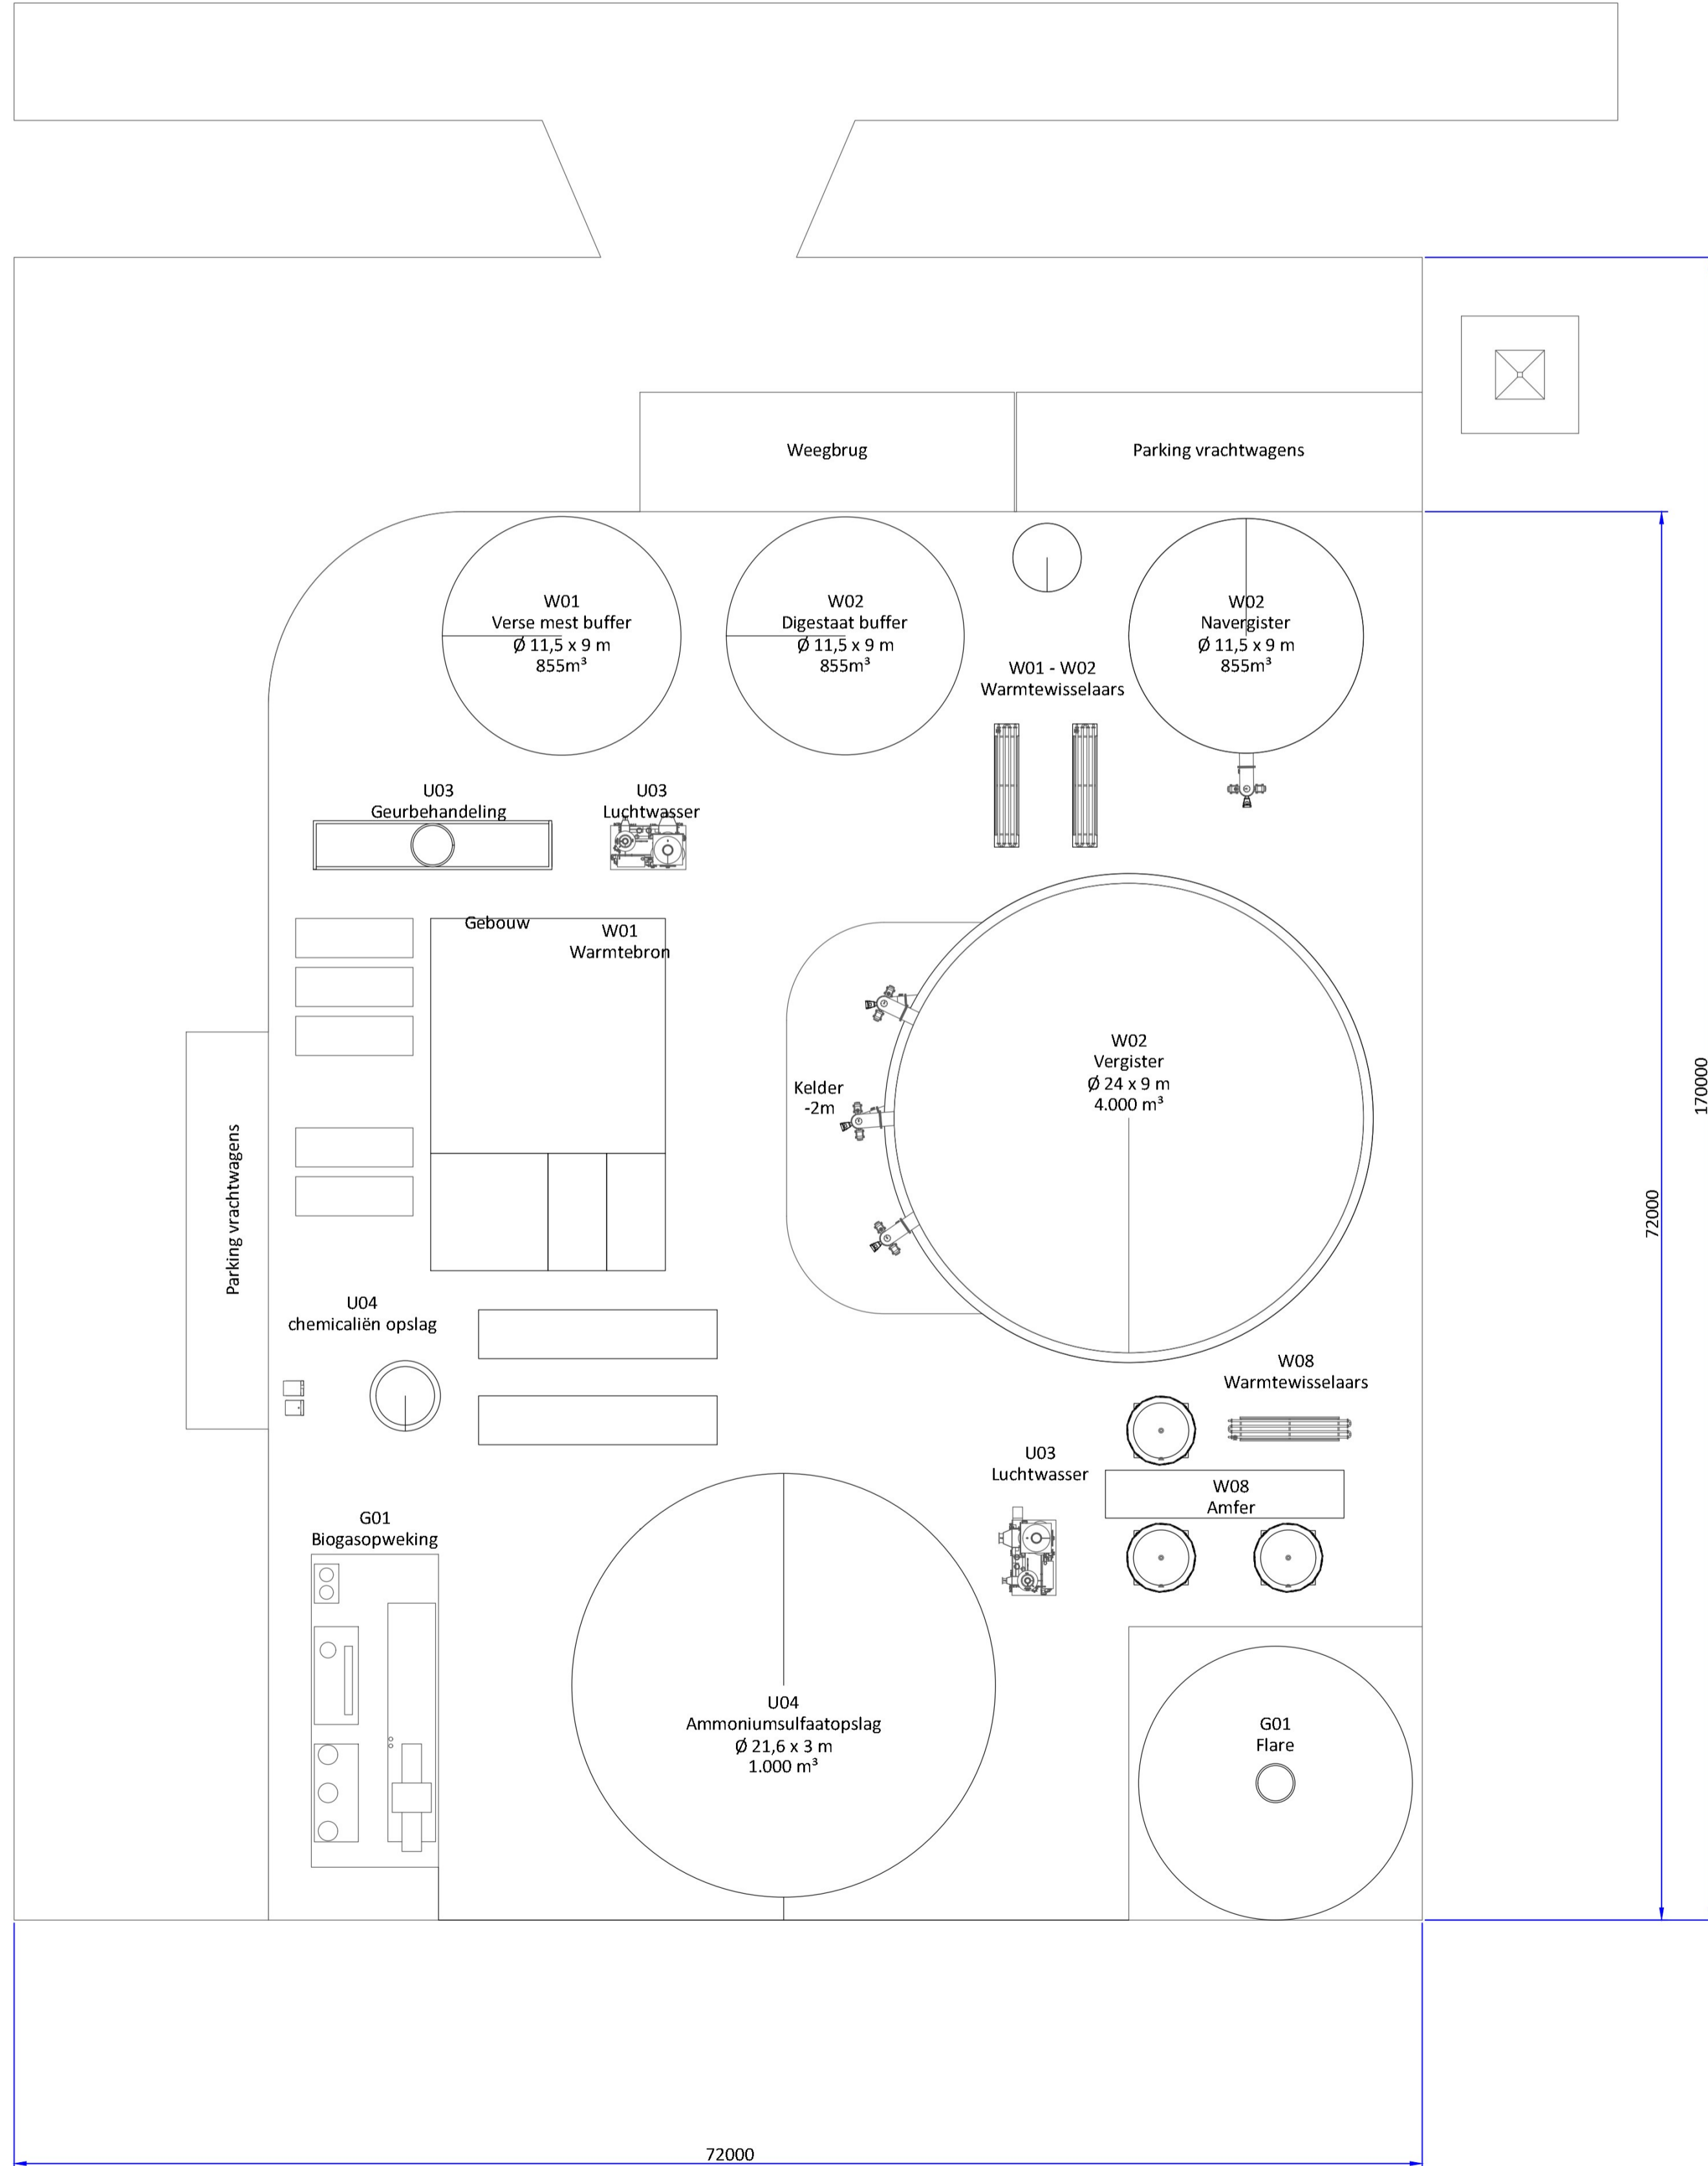 Weegbrug
Parking vrachtwagens
W01
Verse mest buffer
Ø 11,5 x 9 m
855m³
W02
Digestaat buffer
Ø 11,5 x 9 m
855m³
W02
Navergister
Ø 11,5 x 9 m
855m³
W01 - W02
Warmtewisselaars
U03
Geurbehandeling
U03
Luchtwasser
Gebouw
W01
Warmtebron
W02
Vergister
Ø 24 x 9 m
4.000 m³
Kelder
-2m
Parking vrachtwagens
170000
72000
U04
chemicaliën opslag
W08
Warmtewisselaars
U03
Luchtwasser
W08
Amfer
G01
Biogasopweking
U04
Ammoniumsulfaatopslag
Ø 21,6 x 3 m
1.000 m³
G01
Flare
72000